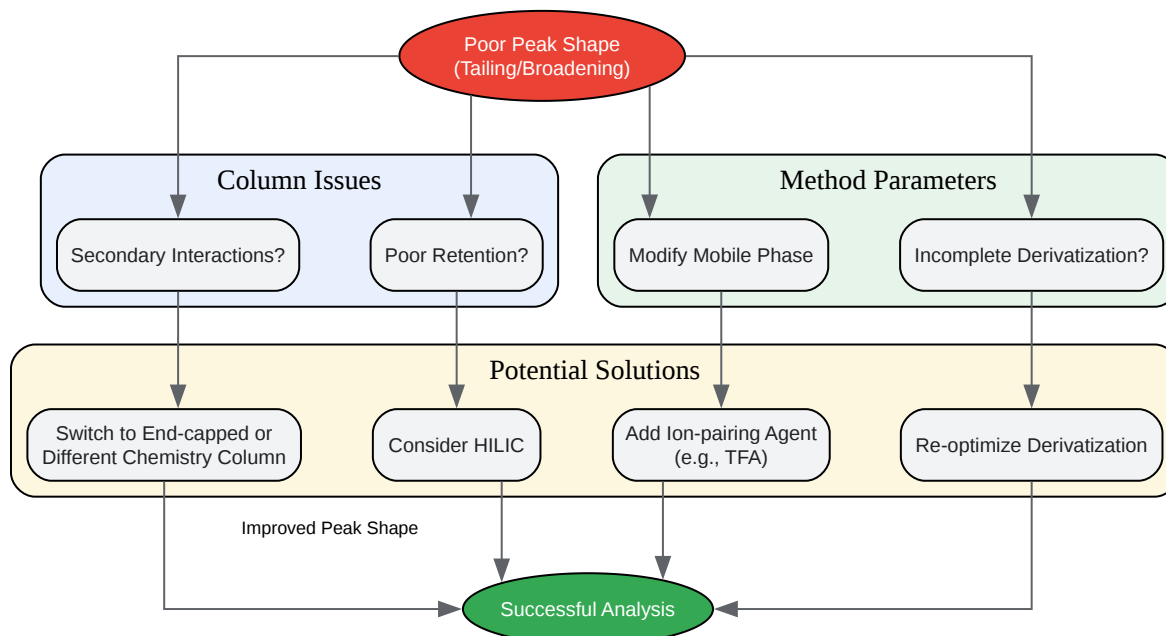 Poor Peak Shape
(Tailing/Broadening)
Column Issues
Method Parameters
Secondary Interactions?
Poor Retention?
Modify Mobile Phase
Incomplete Derivatization?
Potential Solutions
Switch to End-capped or
Different Chemistry Column
Consider HILIC
Add Ion-pairing Agent
(e.g., TFA)
Re-optimize Derivatization
Improved Peak Shape
Successful Analysis